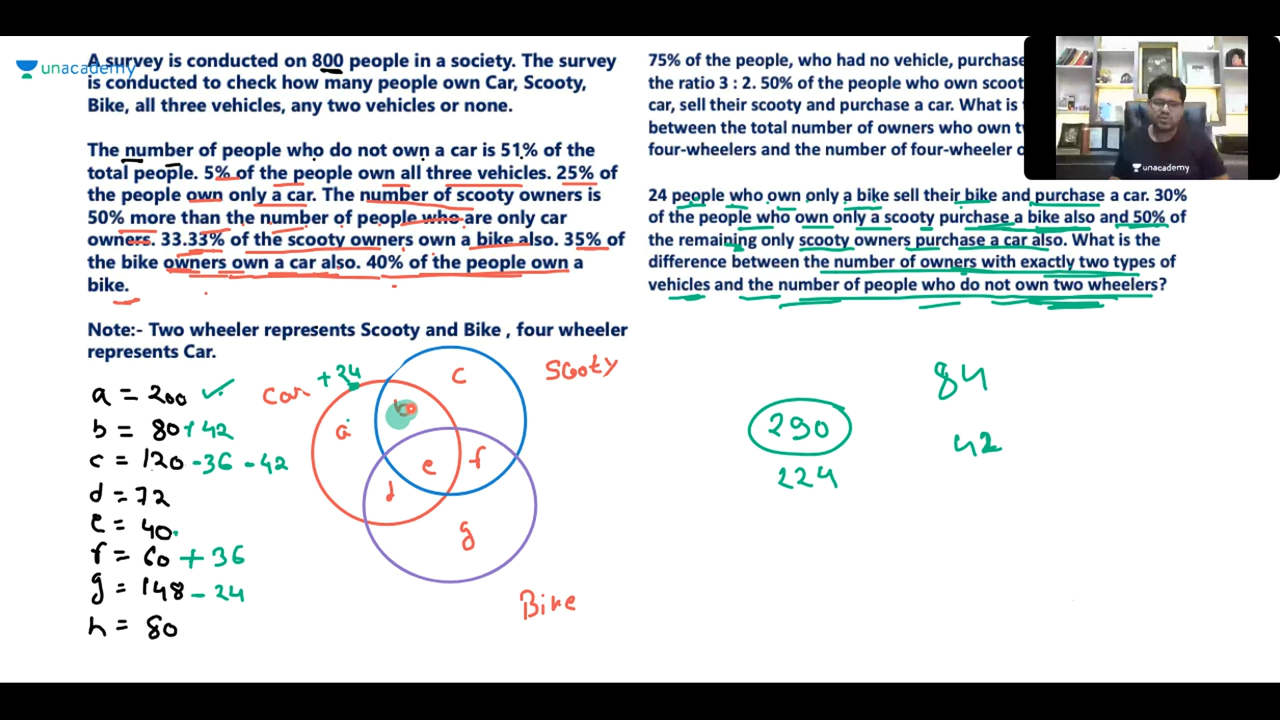 A survey is conducted on 800 people in a society. The survey
is conducted to check how many people own Car, Scooty,
Bike, all three vehicles, any two vehicles or none.
The number of people who do not own a car is 51% of the
total people. 5% of the people own all three vehicles. 25% of
the people own only a car. The number of scooty owners is
50% more than the number of people who are only car
owners. 33.33% of the scooty owners own a bike also. 35% of
the bike owners own a car also. 40% of the people own a
bike.
Note:- Two wheeler represents Scooty and Bike , four wheeler
represents Car.
unacademy
75% of the people, who had no vehicle, purchase
the ratio 3 : 2. 50% of the people who own scoot
car, sell their scooty and purchase a car. What is
between the total number of owners who own
four-wheelers and the number of four-wheeler
24 people who own only a bike sell their bike and purchase a car. 30%
of the people who own only a scooty purchase a bike also and 50% of
the remaining only scooty owners purchase a car also. What is the
difference between the number of owners with exactly two types of
vehicles and the number of people who do not own two wheelers?
unacademy
a = 200
b = 80 + 42
c = 120 - 36 - 42
d = 72
e = 40
f = 60 + 36
g = 148 - 24
h = 80
Car +24
Scooty
Bike
a
c
e
f
d
g
290
224
84
42